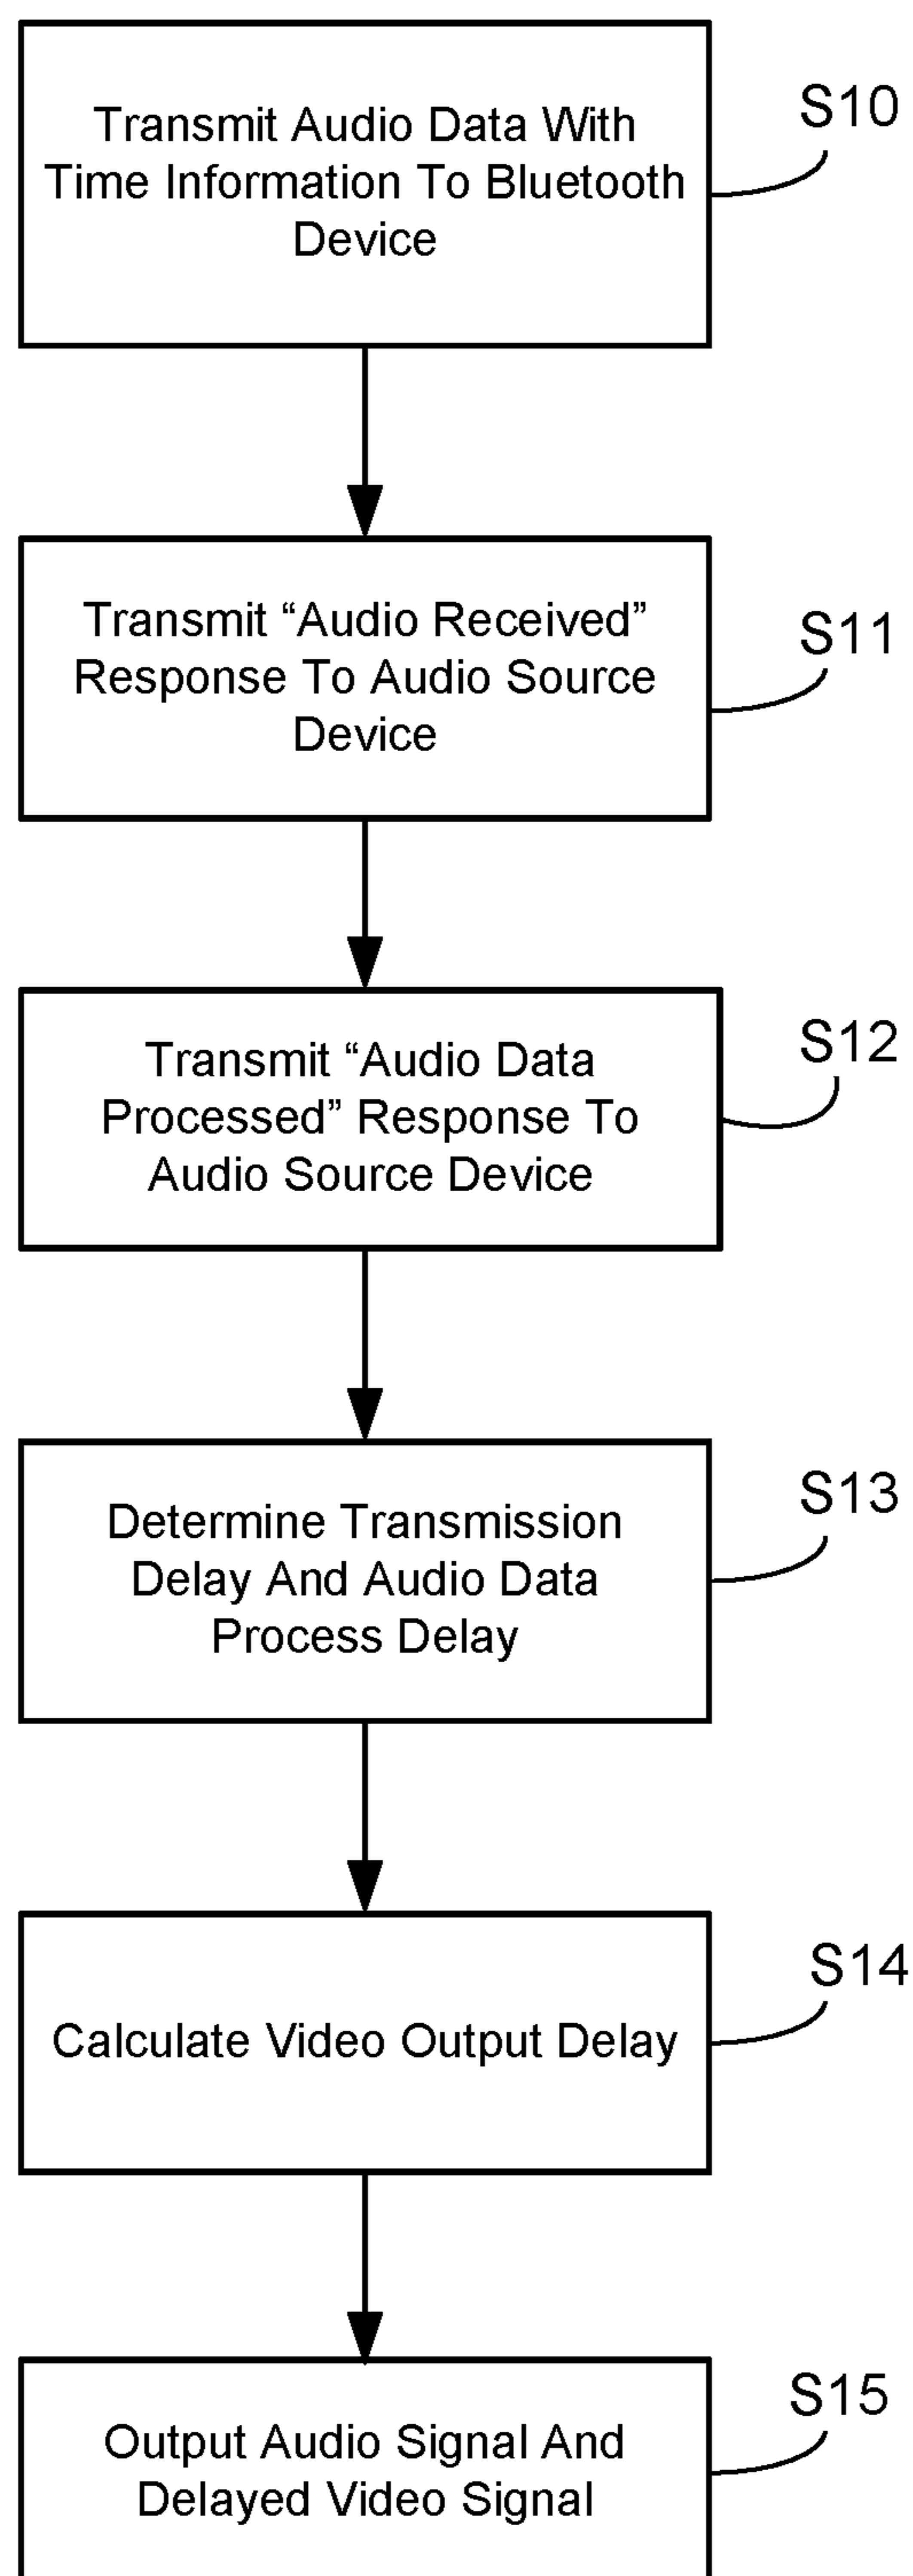 Transmit Audio Data With
Time Information To Bluetooth
Device
S10
Transmit “Audio Received”
Response To Audio Source
Device
S11
Transmit “Audio Data
Processed” Response To
Audio Source Device
S12
Determine Transmission
Delay And Audio Data
Process Delay
S13
Calculate Video Output Delay
S14
Output Audio Signal And
Delayed Video Signal
S15